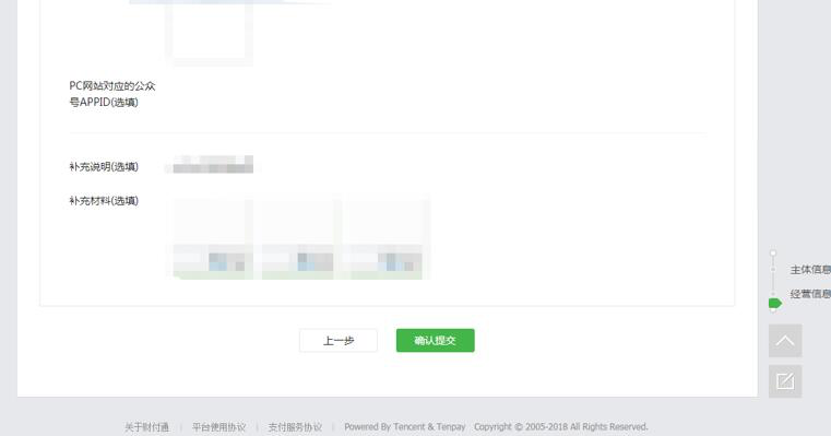 PC网站对应的公众
号APPID(选填)
补充说明(选填)
补充材料(选填)
主体信息
经营信息
上一步
确认提交
关于财付通 | 平台使用协议 | 支付服务协议 | Powered By Tencent & Tenpay Copyright © 2005-2018 All Rights Reserved.